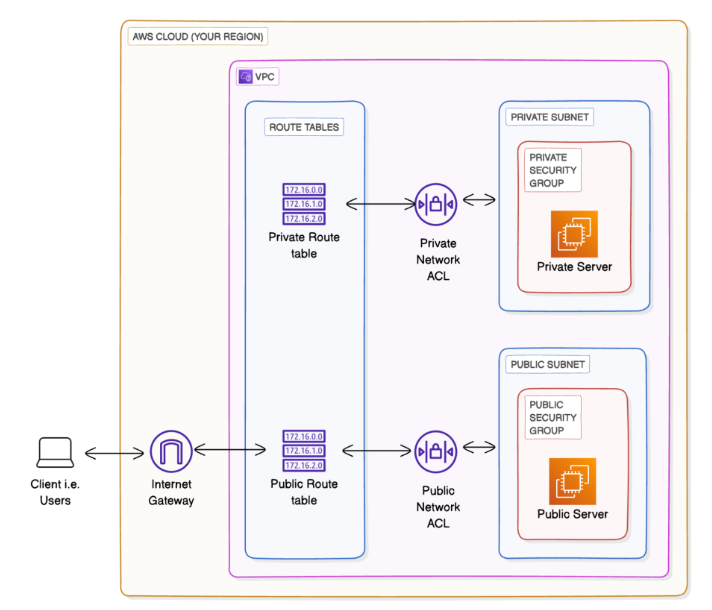 AWS CLOUD (YOUR REGION)
VPC
ROUTE TABLES
172.16.0.0
172.16.1.0
172.16.2.0
Private Route
table
Private
Network
ACL
PRIVATE SUBNET
PRIVATE
SECURITY
GROUP
Private Server
Client i.e.
Users
Internet
Gateway
172.16.0.0
172.16.1.0
172.16.2.0
Public Route
table
Public
Network
ACL
PUBLIC SUBNET
PUBLIC
SECURITY
GROUP
Public Server